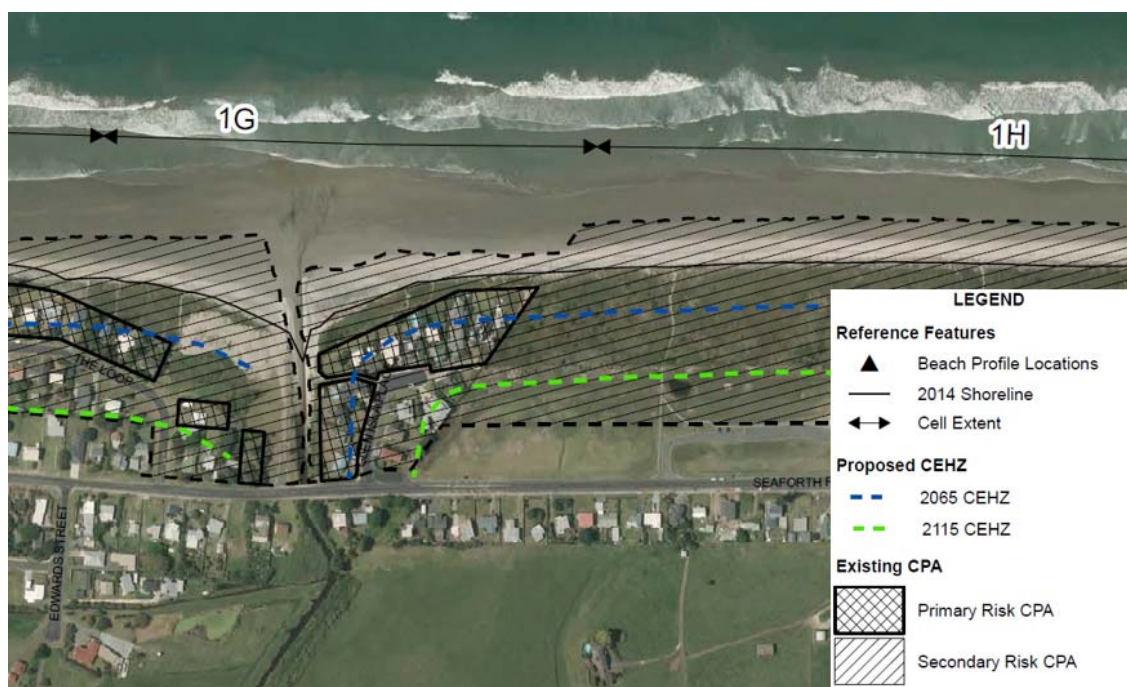 1G
1H
THE LOOP
SEAFORTH
EDWARDS STREET
LEGEND
Reference Features
Beach Profile Locations
2014 Shoreline
Cell Extent
Proposed CEHZ
2065 CEHZ
2115 CEHZ
Existing CPA
Primary Risk CPA
Secondary Risk CPA